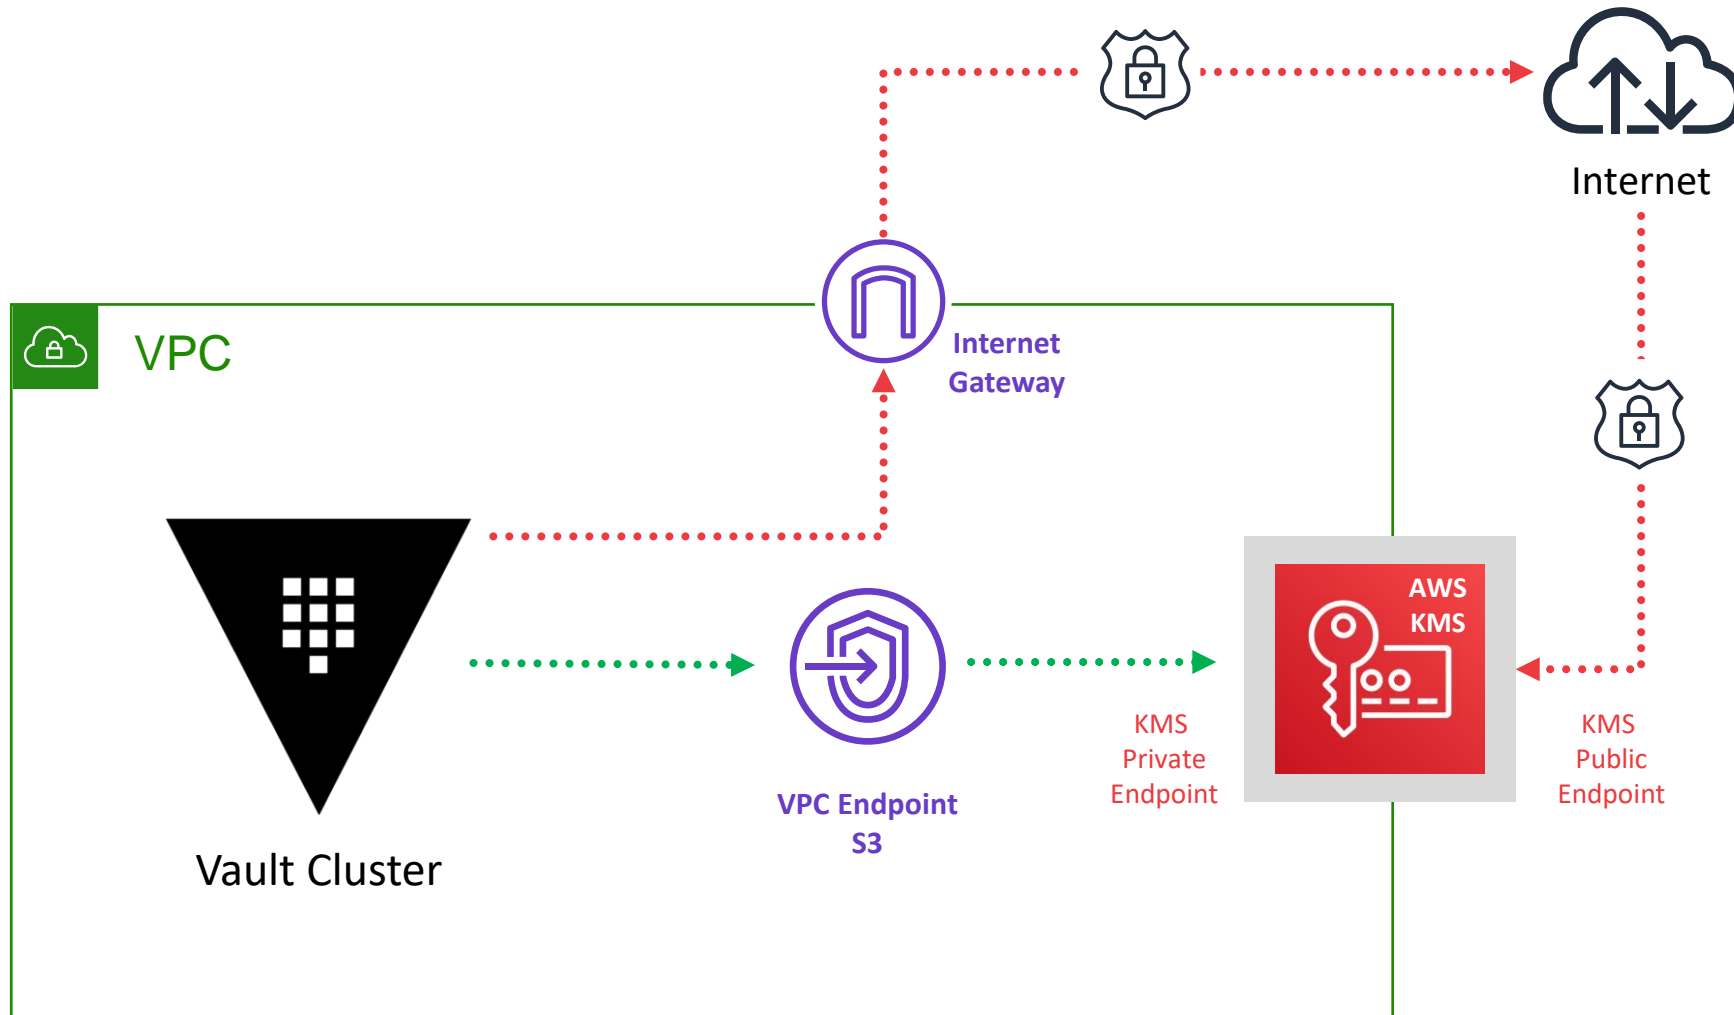 Internet
VPC
Internet
Gateway
AWS
KMS
KMS
Private
Endpoint
KMS
Public
Endpoint
VPC Endpoint
S3
Vault Cluster